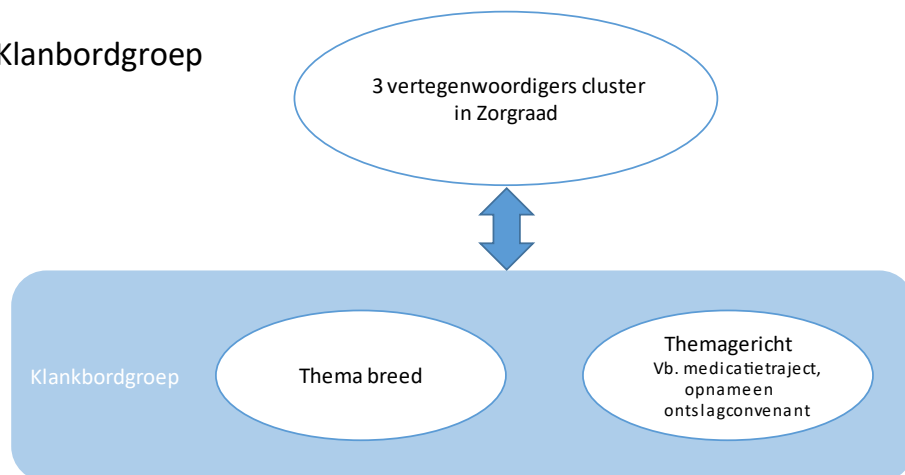 Klanbordgroep
3 vertegenwoordigers cluster
in Zorgraad
Klankbordgroep
Thema breed
Themagericht
Vb. medicatietraject,
opnameen
ontslagconvenant